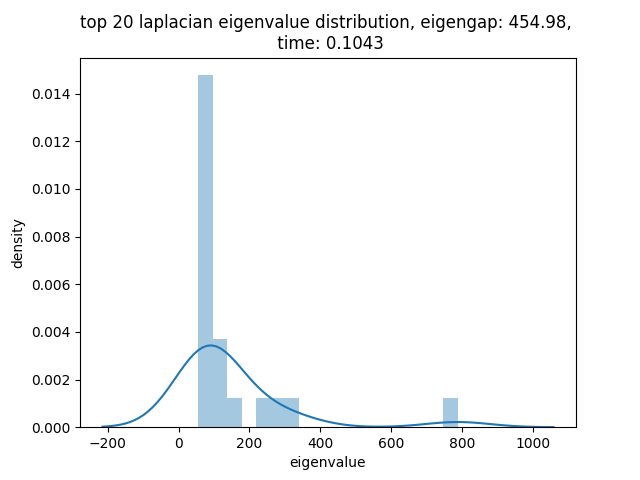 top 20 laplacian eigenvalue distribution, eigengap: 454.98,
time: 0.1043
density
0.014
0.012
0.010
0.008
0.006
0.004
0.002
0.000
−200 0 200 400 600 800 1000
eigenvalue